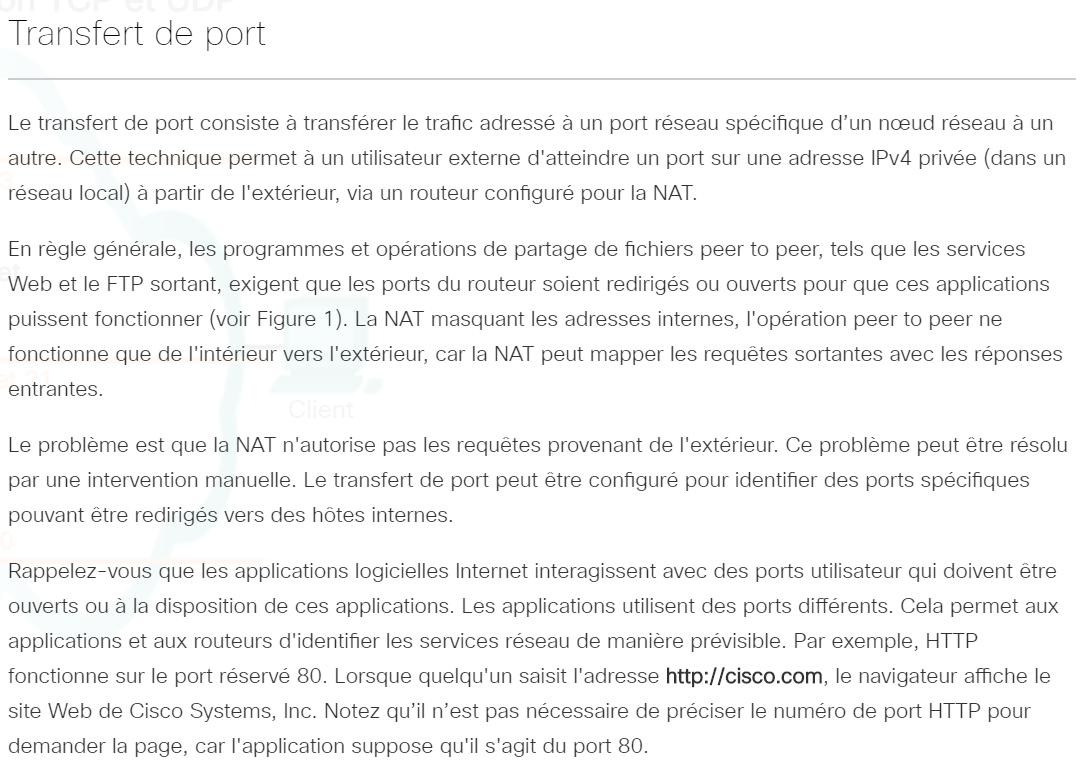 on TCP et UDP
Transfert de port
Le transfert de port consiste à transférer le trafic adressé à un port réseau spécifique d’un nœud réseau à un
autre. Cette technique permet à un utilisateur externe d'atteindre un port sur une adresse IPv4 privée (dans un
réseau local) à partir de l'extérieur, via un routeur configuré pour la NAT.
En règle générale, les programmes et opérations de partage de fichiers peer to peer, tels que les services
Web et le FTP sortant, exigent que les ports du routeur soient redirigés ou ouverts pour que ces applications
puissent fonctionner (voir Figure 1). La NAT masquant les adresses internes, l'opération peer to peer ne
fonctionne que de l'intérieur vers l'extérieur, car la NAT peut mapper les requêtes sortantes avec les réponses
entrantes.
Client
Le problème est que la NAT n'autorise pas les requêtes provenant de l'extérieur. Ce problème peut être résolu
par une intervention manuelle. Le transfert de port peut être configuré pour identifier des ports spécifiques
pouvant être redirigés vers des hôtes internes.
Rappelez-vous que les applications logicielles Internet interagissent avec des ports utilisateur qui doivent être
ouverts ou à la disposition de ces applications. Les applications utilisent des ports différents. Cela permet aux
applications et aux routeurs d'identifier les services réseau de manière prévisible. Par exemple, HTTP
fonctionne sur le port réservé 80. Lorsque quelqu'un saisit l'adresse http://cisco.com, le navigateur affiche le
site Web de Cisco Systems, Inc. Notez qu’il n’est pas nécessaire de préciser le numéro de port HTTP pour
demander la page, car l'application suppose qu'il s'agit du port 80.